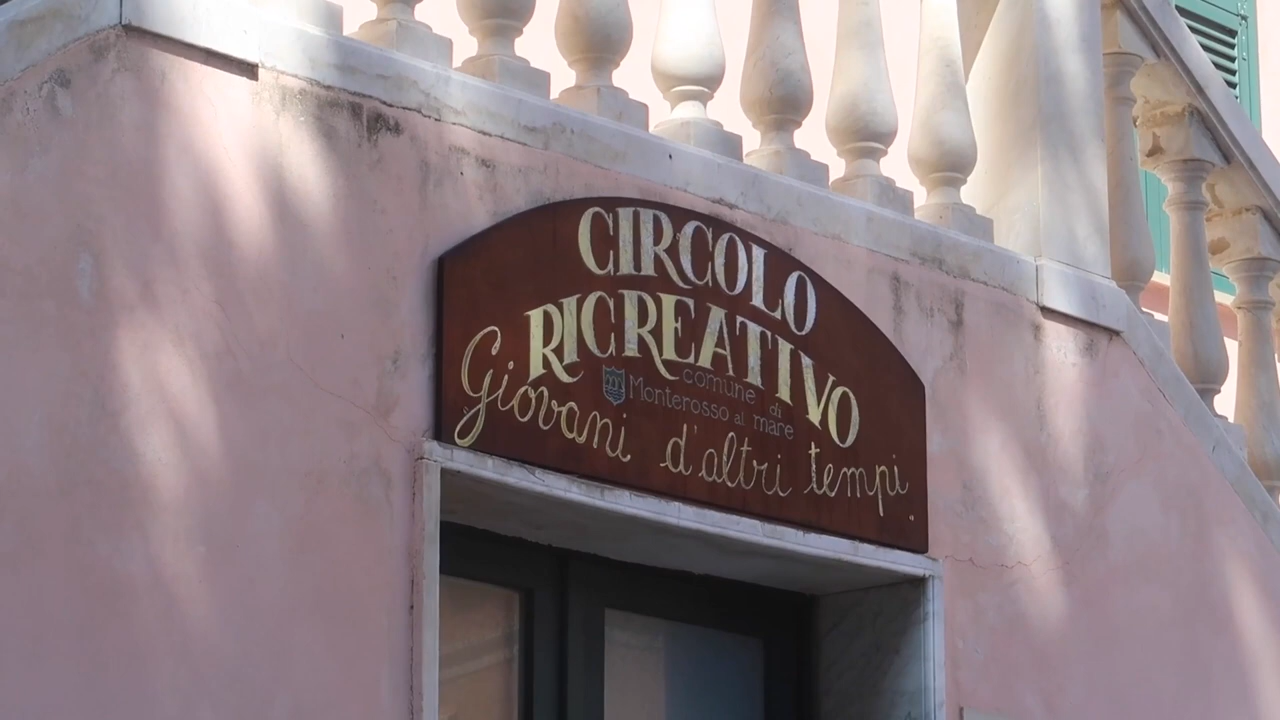 CIRCOLO
RICREATIVO
comune di
Monterosso al mare
Giovani d'altri tempi